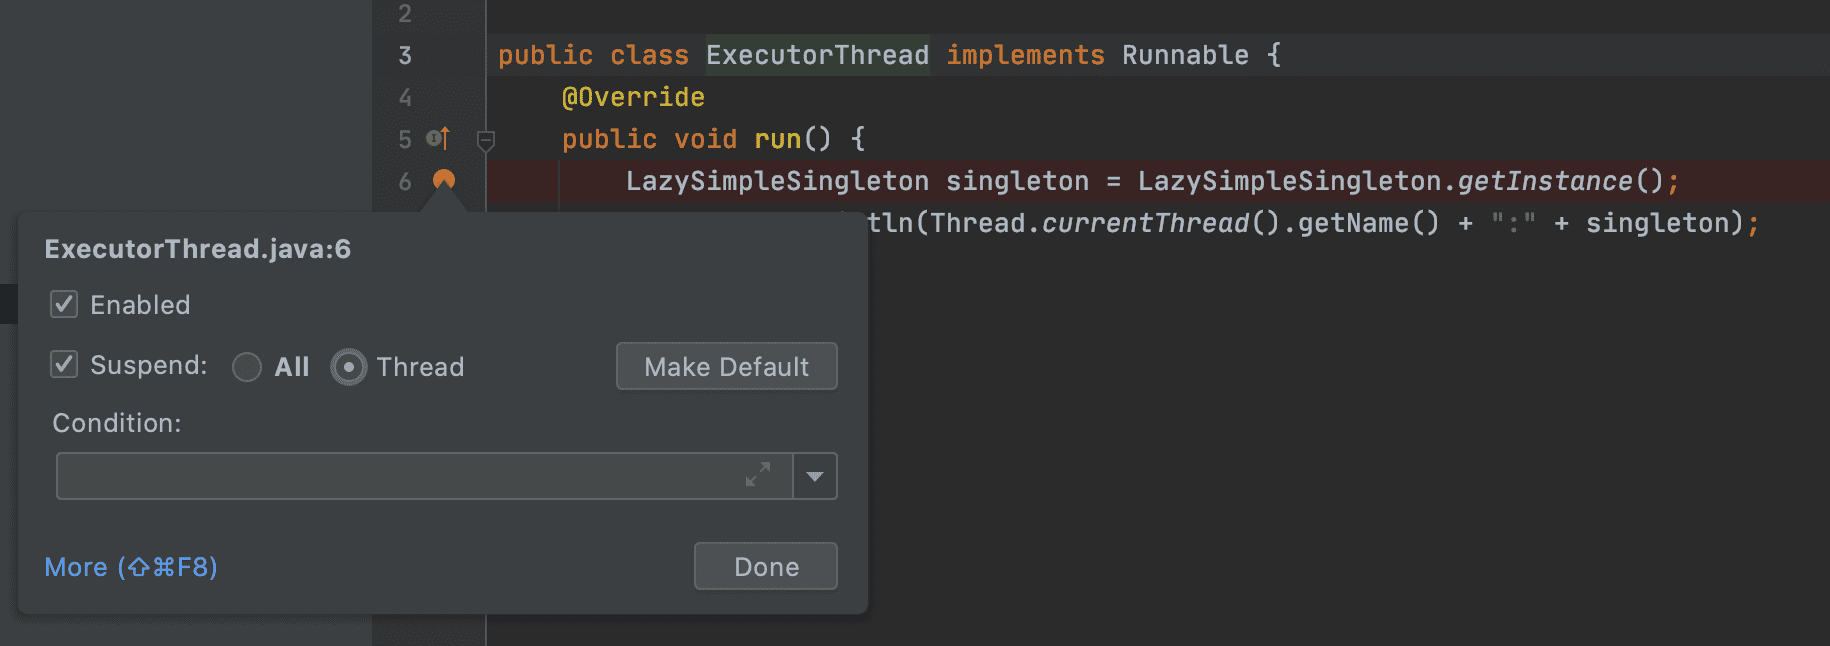 2
3 public class ExecutorThread implements Runnable {
4 @Override
5 public void run() {
6 LazySimpleSingleton singleton = LazySimpleSingleton.getInstance();
tln(Thread.currentThread().getName() + ":" + singleton);
ExecutorThread.java:6
Enabled
Suspend: All Thread Make Default
Condition:
More (⇧⌘F8) Done